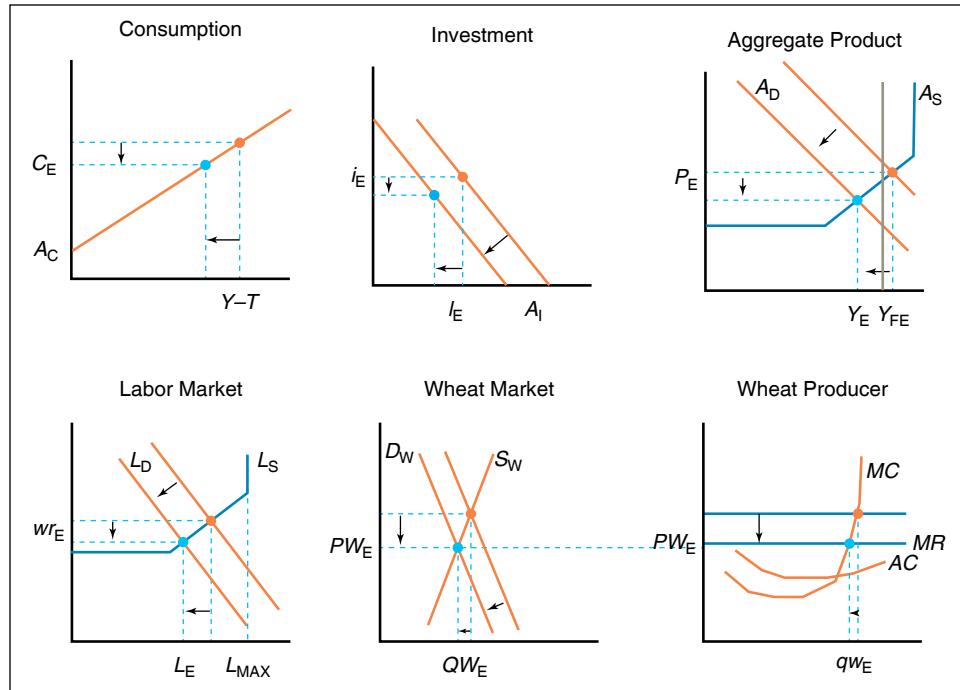 Consumption
Investment
Aggregate Product
C_E
A_C
Y–T
i_E
I_E
A_I
A_D
A_S
P_E
Y_E
Y_FE
Labor Market
Wheat Market
Wheat Producer
L_D
L_S
wr_E
L_E
L_MAX
D_W
S_W
PW_E
QW_E
MC
PW_E
MR
AC
qw_E